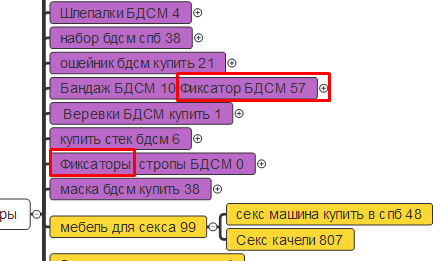 Шлепалки БДСМ 4
набор бдсм спб 38
ошейник бдсм купить 21
Бандаж БДСМ 10 Фиксатор БДСМ 57
Веревки БДСМ купить 1
купить стек бдсм 6
Фиксаторы стропы БДСМ 0
маска бдсм купить 38
ры
мебель для секса 99
секс машина купить в спб 48
Секс качели 807